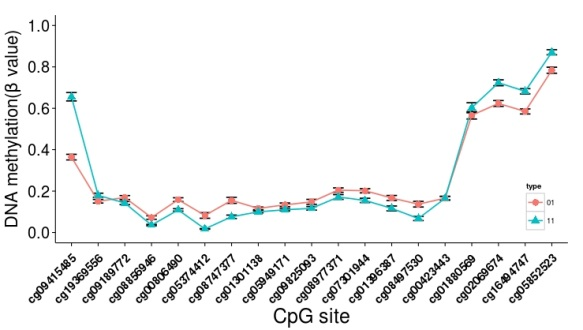 DNA methylation(β value)
1.0
0.8
0.6
0.4
0.2
0.0
type
01
11
cg09415485
cg19369556
cg09189772
cg08856946
cg00806490
cg05374412
cg08747377
cg01301138
cg05949171
cg09825093
cg08977371
cg07301944
cg01396387
cg08497530
cg00423443
cg01880569
cg02069674
cg16494747
cg05852523
CpG site